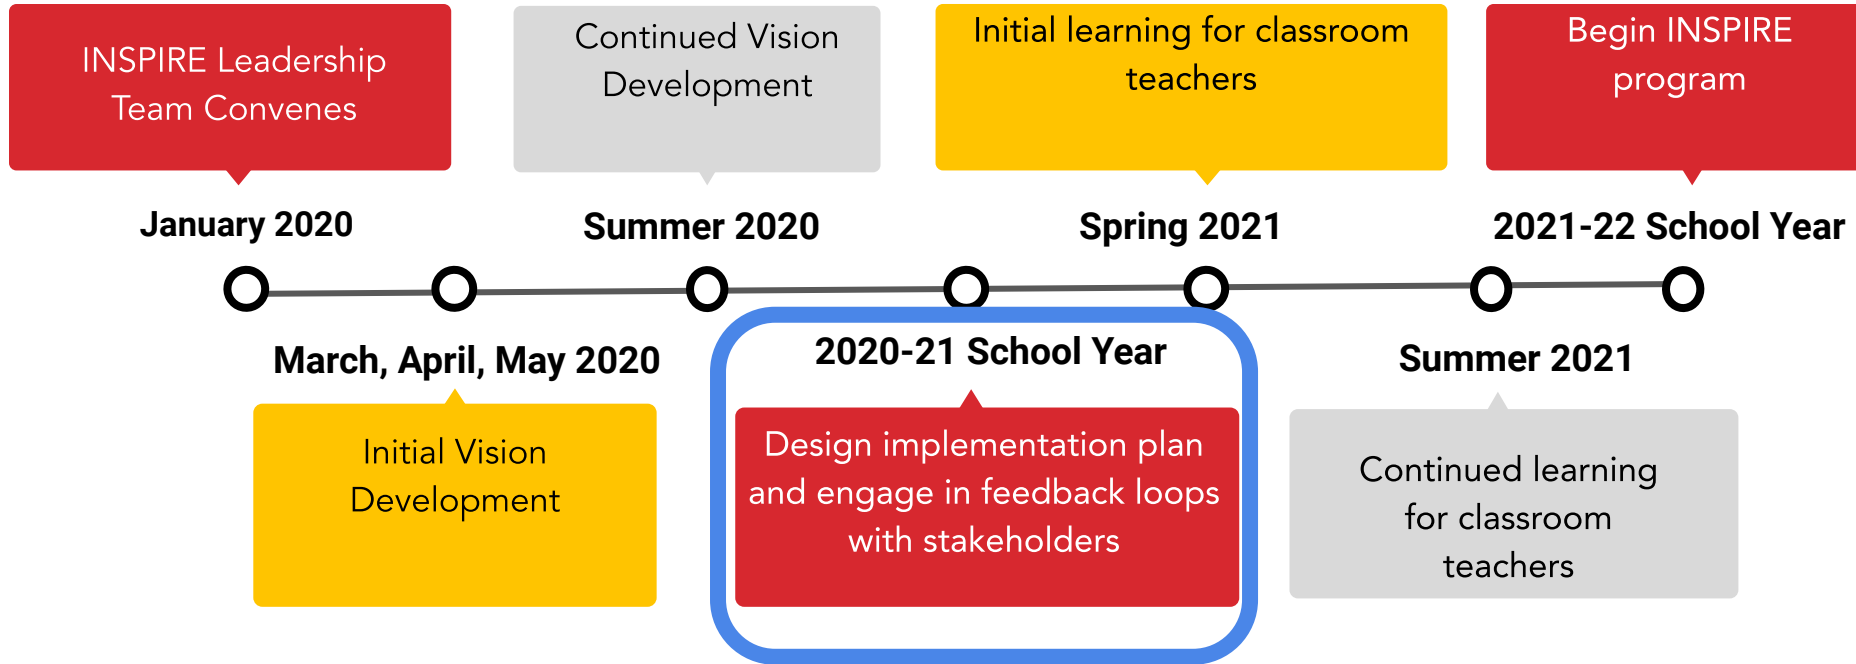 INSPIRE Leadership
Team Convenes
January 2020
Continued Vision
Development
Summer 2020
Initial learning for classroom
teachers
Spring 2021
Begin INSPIRE
program
2021-22 School Year
March, April, May 2020
Initial Vision
Development
2020-21 School Year
Design implementation plan
and engage in feedback loops
with stakeholders
Summer 2021
Continued learning
for classroom
teachers